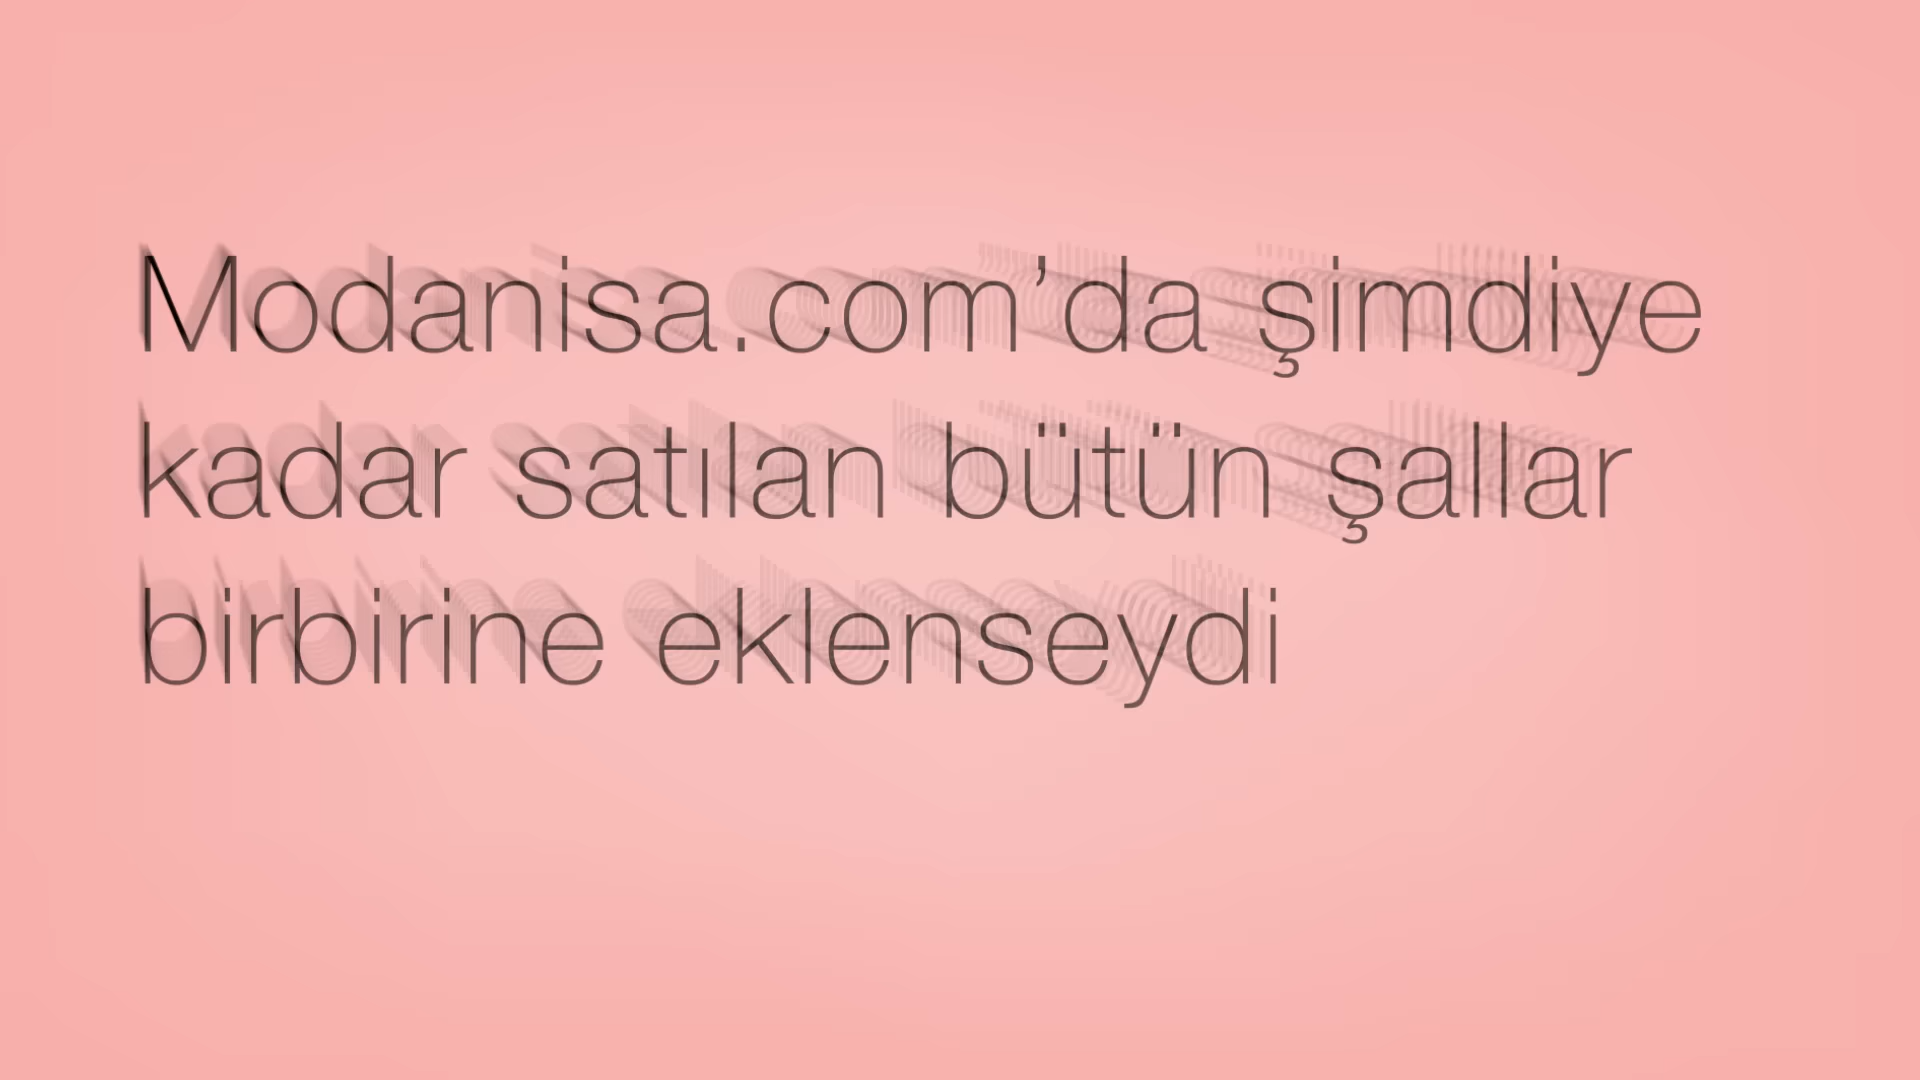 Modanisa.com’da şimdiye
kadar satılan bütün şallar
birbirine eklenseydi